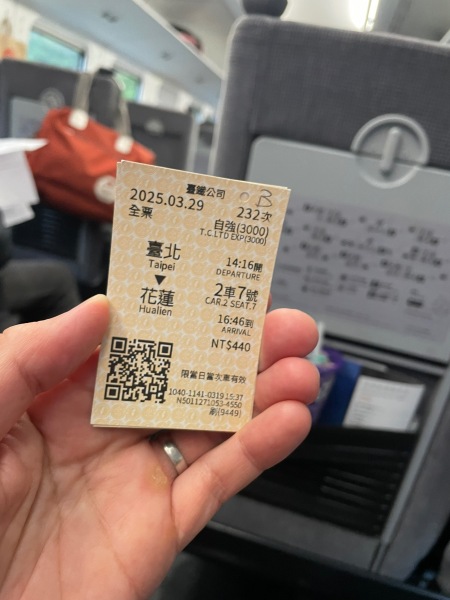 臺鐵公司
B
2025.03.29
232次
全票
自強(3000)
T.C.LTD EXP(3000)
臺北
Taipei
14:16開
DEPARTURE
2車7號
CAR.2 SEAT.7
花蓮
Hualien
16:46到
ARRIVAL
NT$440
限當日當次車有效
1040-1141-0319 15:37
N5011271053-4550
刷(9449)